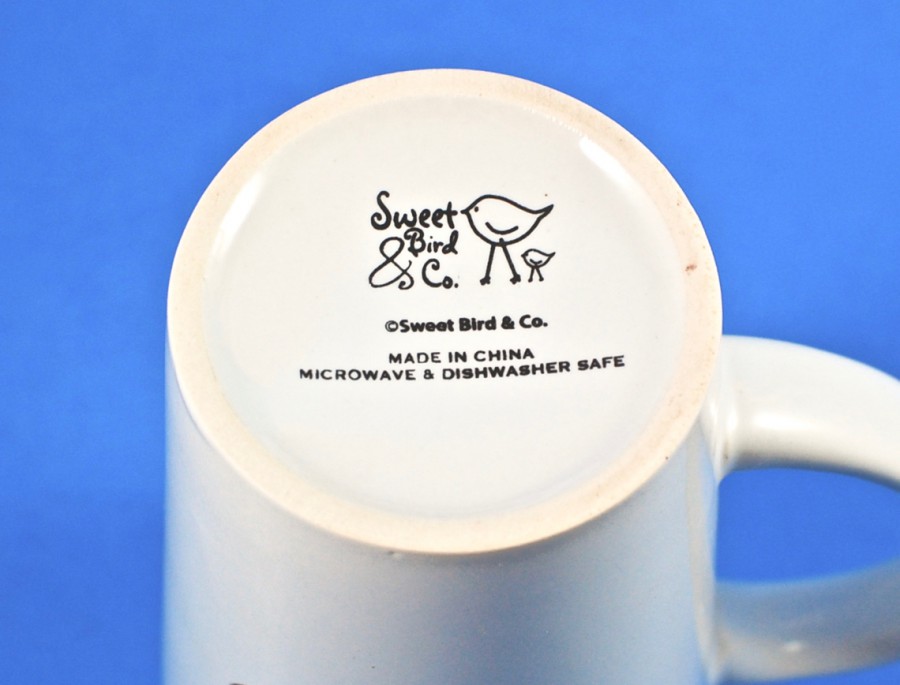 Sweet
Bird
& Co.
©Sweet Bird & Co.
MADE IN CHINA
MICROWAVE & DISHWASHER SAFE